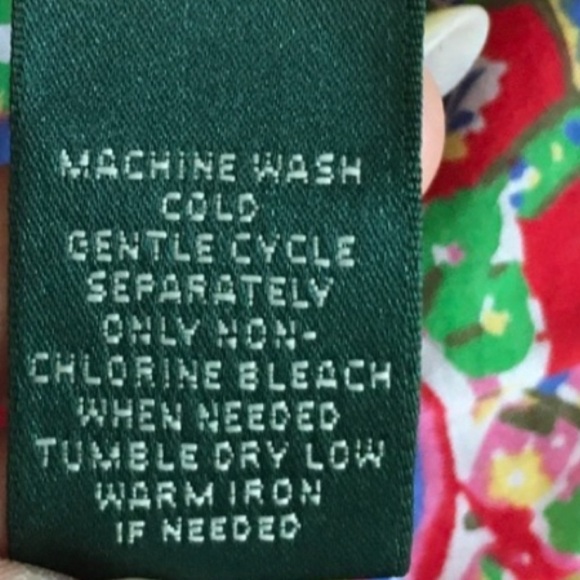 MACHINE WASH
COLD
GENTLE CYCLE
SEPARATELY
ONLY NON-
CHLORINE BLEACH
WHEN NEEDED
TUMBLE DRY LOW
WARM IRON
IF NEEDED